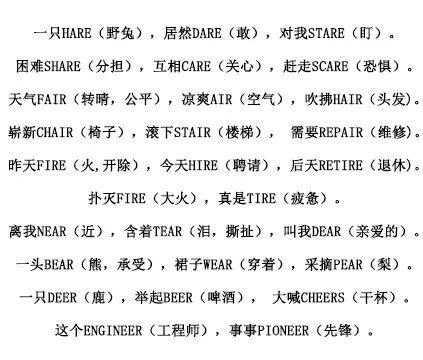 一只HARE（野兔），居然DARE（敢），对我STARE（盯）。
困难SHARE（分担），互相CARE（关心），赶走SCARE（恐惧）。
天气FAIR（转晴，公平），凉爽AIR（空气），吹拂HAIR（头发)。
崭新CHAIR（椅子），滚下STAIR（楼梯）， 需要REPAIR（维修)。
昨天FIRE（火,开除），今天HIRE（聘请），后天RETIRE（退休)。
扑灭FIRE（大火），真是TIRE（疲惫）。
离我NEAR（近），含着TEAR（泪，撕扯），叫我DEAR（亲爱的）。
一头BEAR（熊，承受），裙子WEAR（穿着），采摘PEAR（梨）。
一只DEER（鹿），举起BEER（啤酒）， 大喊CHEERS（干杯）。
这个ENGINEER（工程师），事事PIONEER（先锋）。